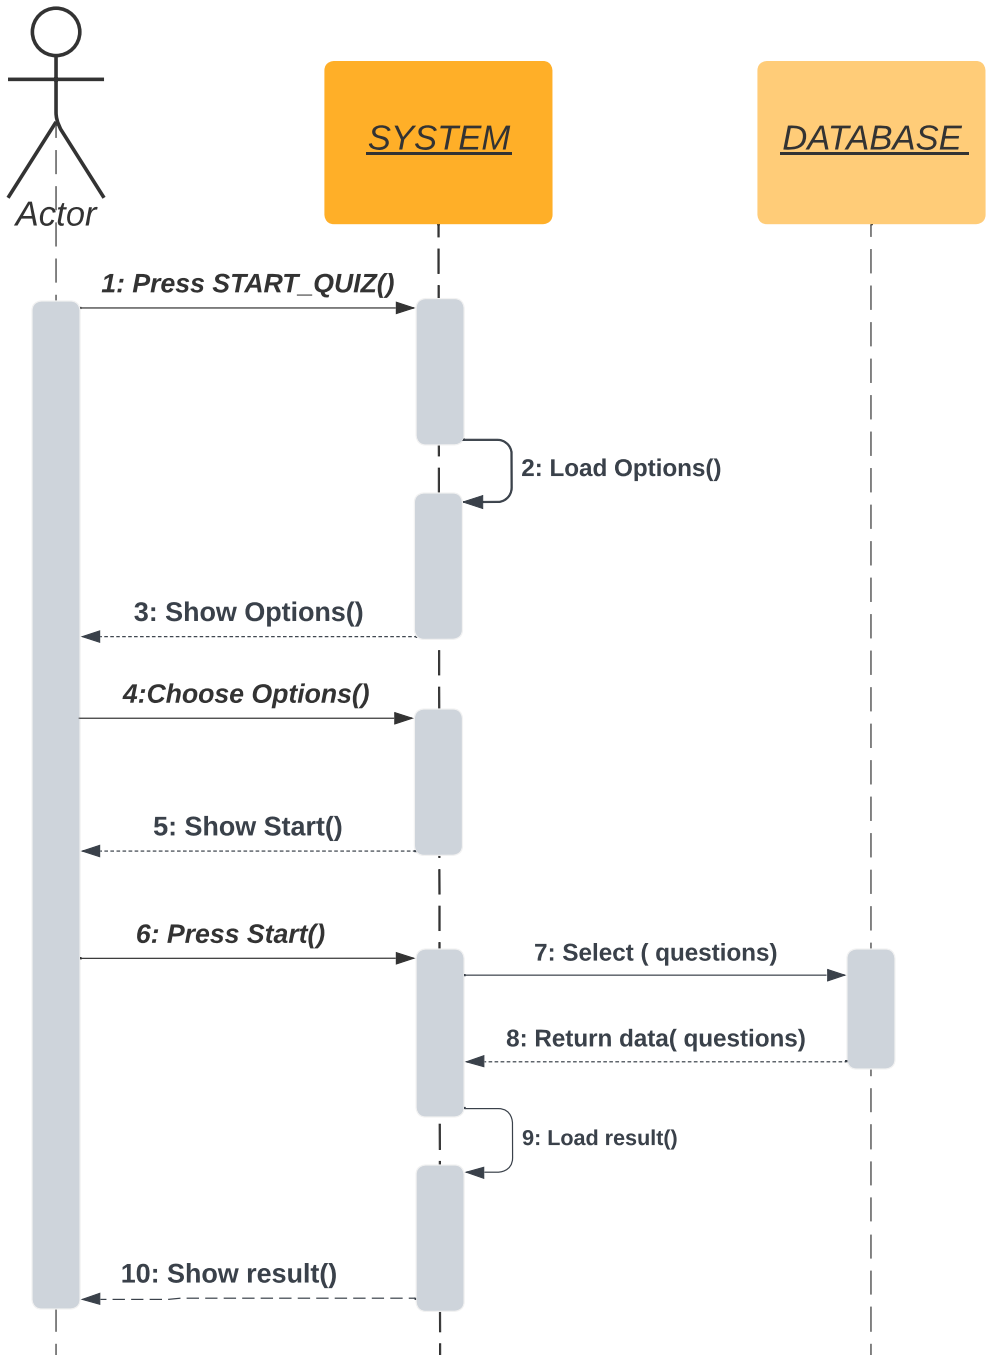 Actor
SYSTEM
DATABASE
1: Press START_QUIZ()
2: Load Options()
3: Show Options()
4:Choose Options()
5: Show Start()
6: Press Start()
7: Select ( questions)
8: Return data( questions)
9: Load result()
10: Show result()